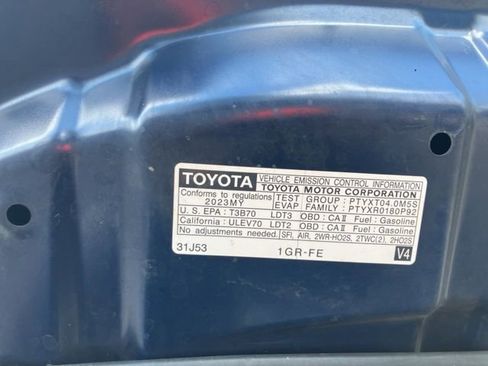 TOYOTA VEHICLE EMISSION CONTROL INFORMATION
TOYOTA MOTOR CORPORATION
Conforms to regulations TEST GROUP : PTYXT04.0M5S
2023MY EVAP FAMILY : PTYXR0180P92
U. S. EPA : T3B70 LDT3 OBD : CAⅡ Fuel : Gasoline
California : ULEV70 LDT2 OBD : CAⅡ Fuel : Gasoline
No adjustments needed. SFI, AIR, 2WR-HO2S, 2TWC(2), 2HO2S
31J53 1GR-FE V4